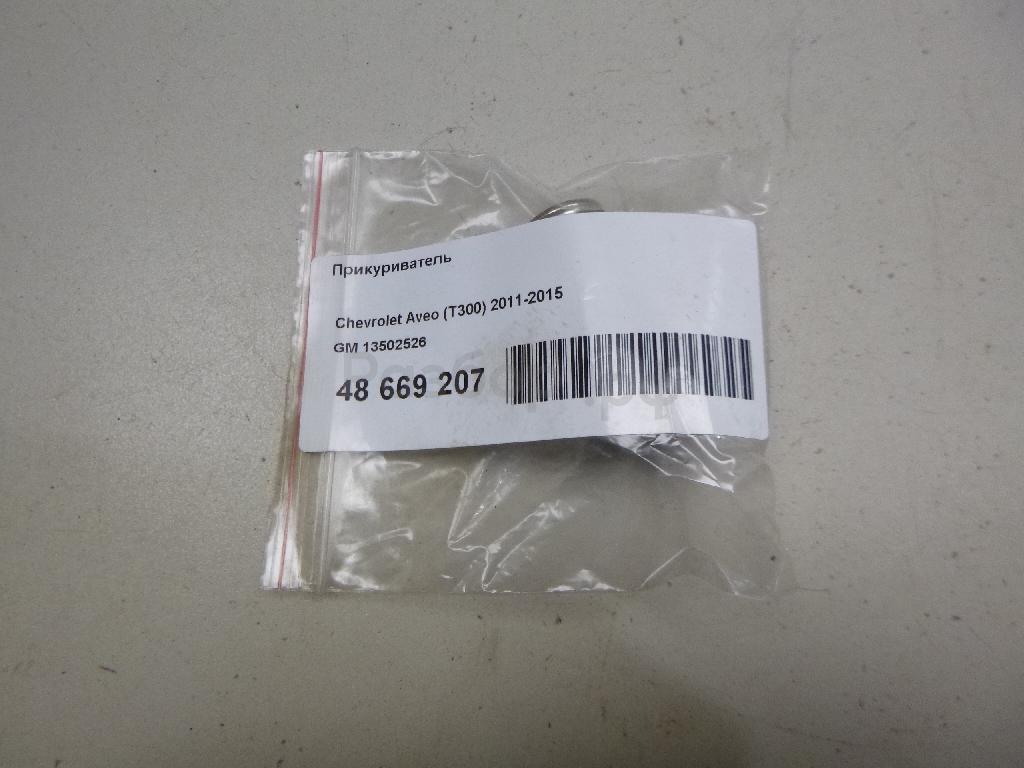 Прикуриватель
Chevrolet Aveo (T300) 2011-2015
GM 13502526
48 669 207